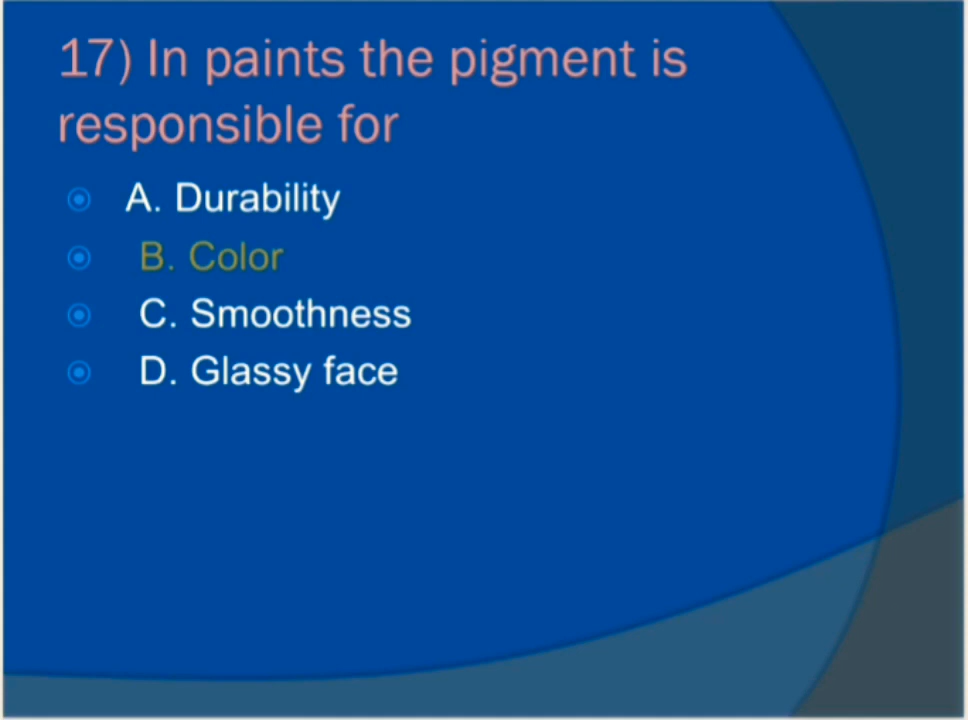 17) In paints the pigment is
responsible for
A. Durability
B. Color
C. Smoothness
D. Glassy face